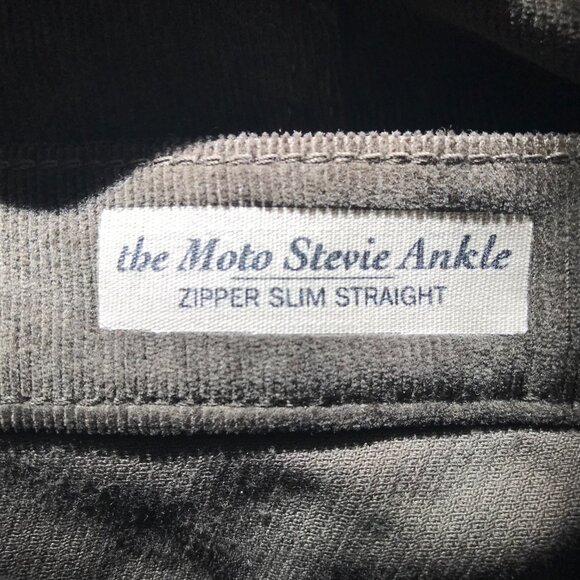 the Moto Stevie Ankle
ZIPPER SLIM STRAIGHT